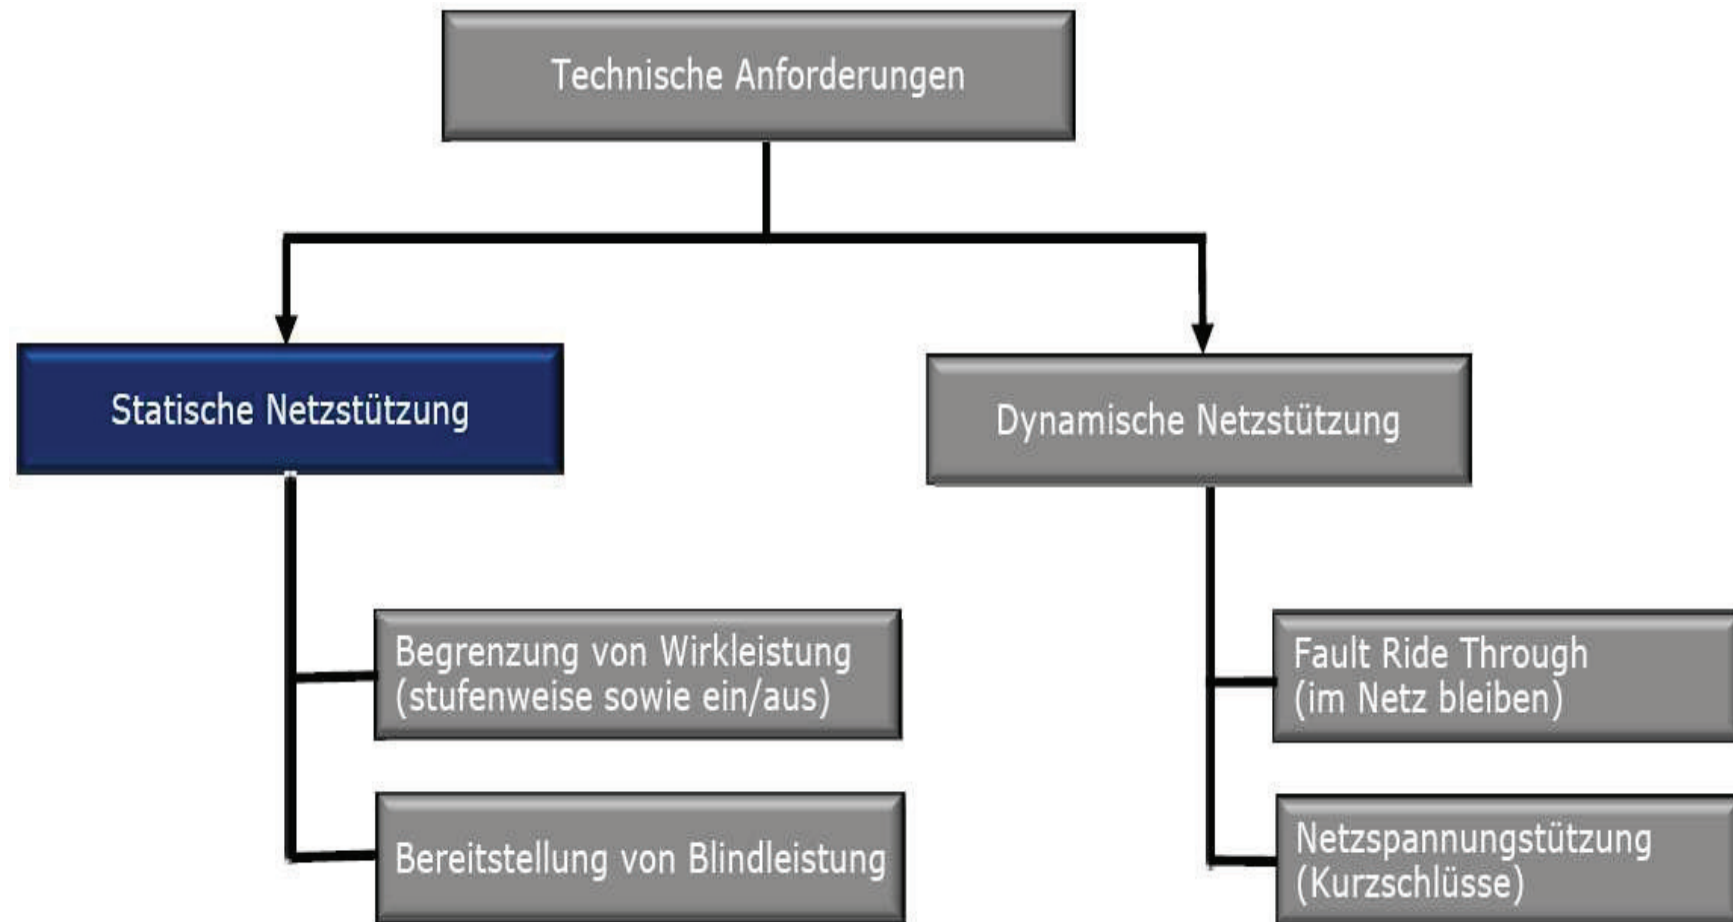 Technische Anforderungen
Statische Netzstützung
Dynamische Netzstützung
Begrenzung von Wirkleistung
(stufenweise sowie ein/aus)
Bereitstellung von Blindleistung
Fault Ride Through
(im Netz bleiben)
Netzspannungstützung
(Kurzschlüsse)